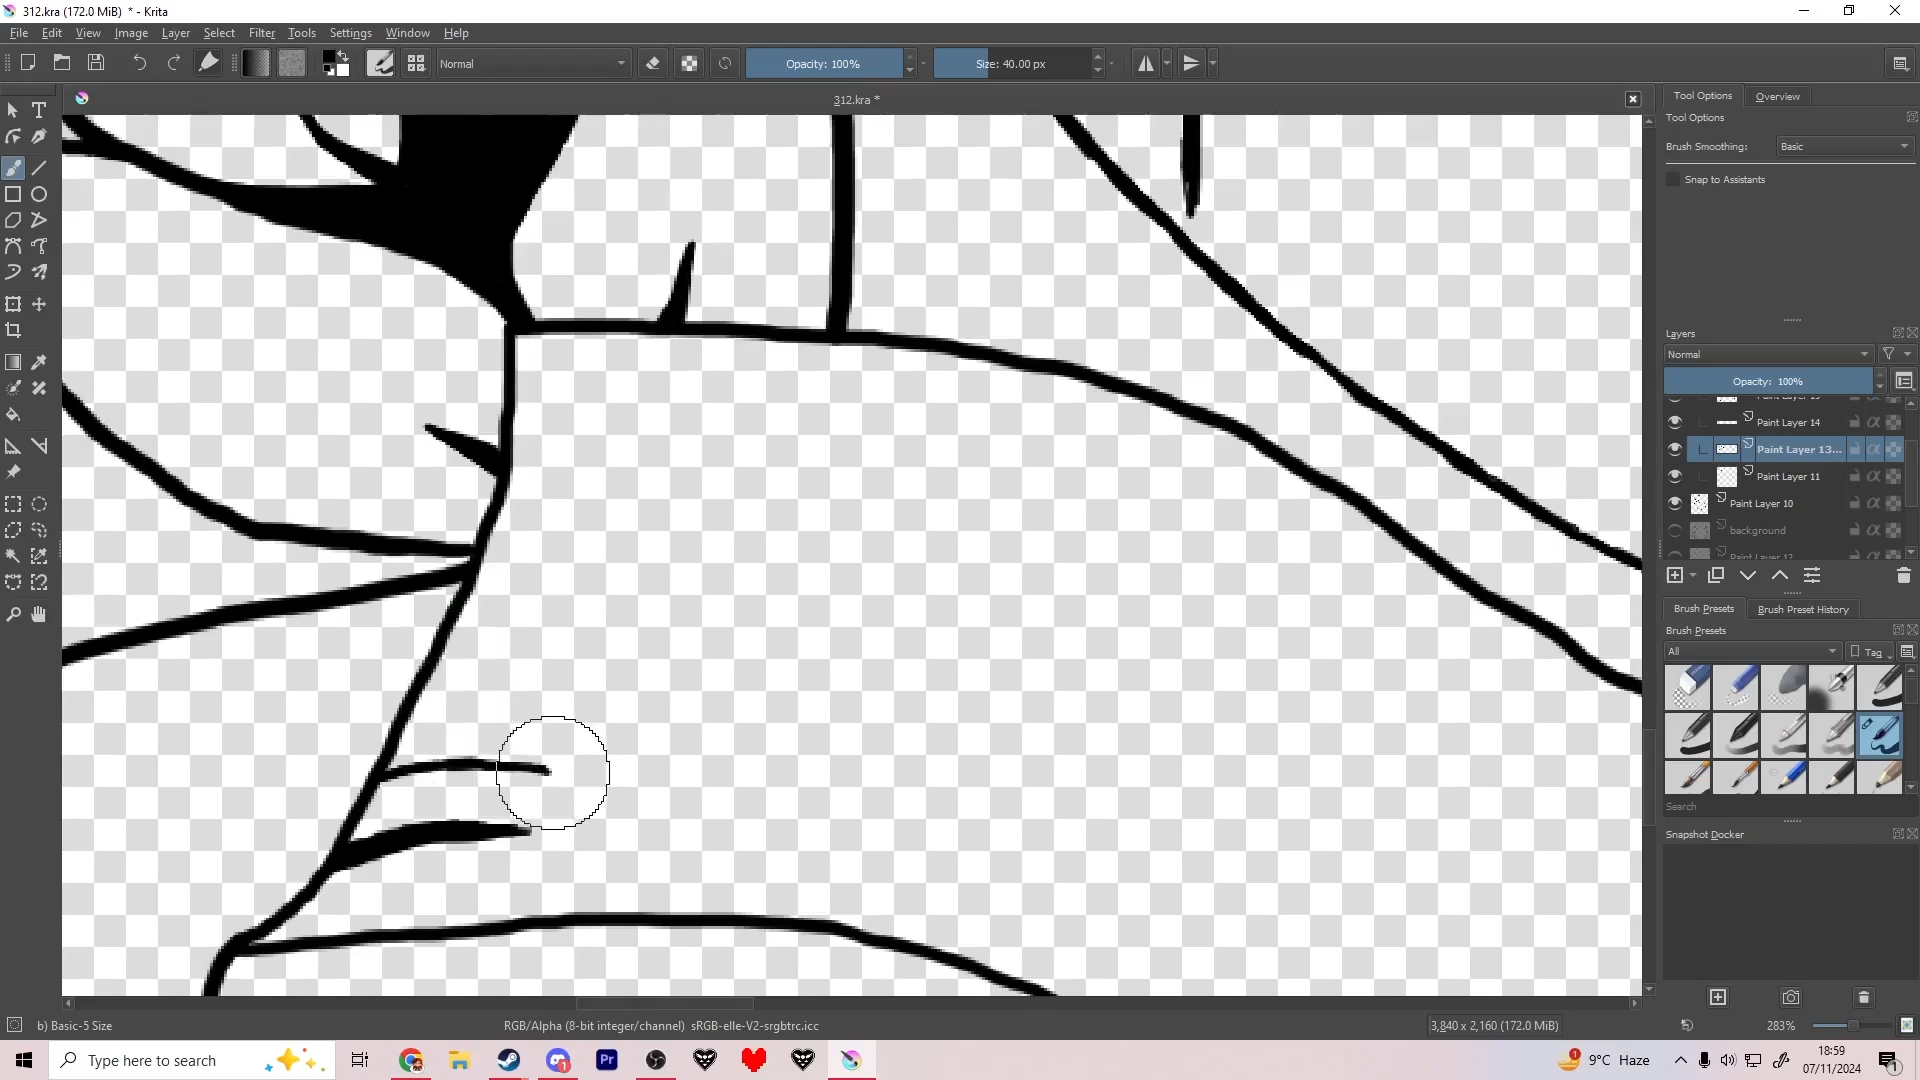 312.kra (172.0 MiB) * - Krita
File Edit View Image Layer Select Filter Tools Settings Window Help
Normal
Opacity: 100%
Size: 40.00 px
312.kra *
Tool Options Overview
Tool Options
Brush Smoothing: Basic
Snap to Assistants
Layers
Normal
Opacity: 100%
Paint Layer 14
Paint Layer 13...
Paint Layer 11
Paint Layer 10
background
Paint Layer 12
Brush Presets Brush Preset History
Brush Presets
All Tag
Search
Snapshot Docker
b) Basic-5 Size
RGB/Alpha (8-bit integer/channel) sRGB-elle-V2-srgbtrc.icc
3,840 x 2,160 (172.0 MiB)
283%
Type here to search
Pr
1
1
9°C Haze
18:59
07/11/2024
1